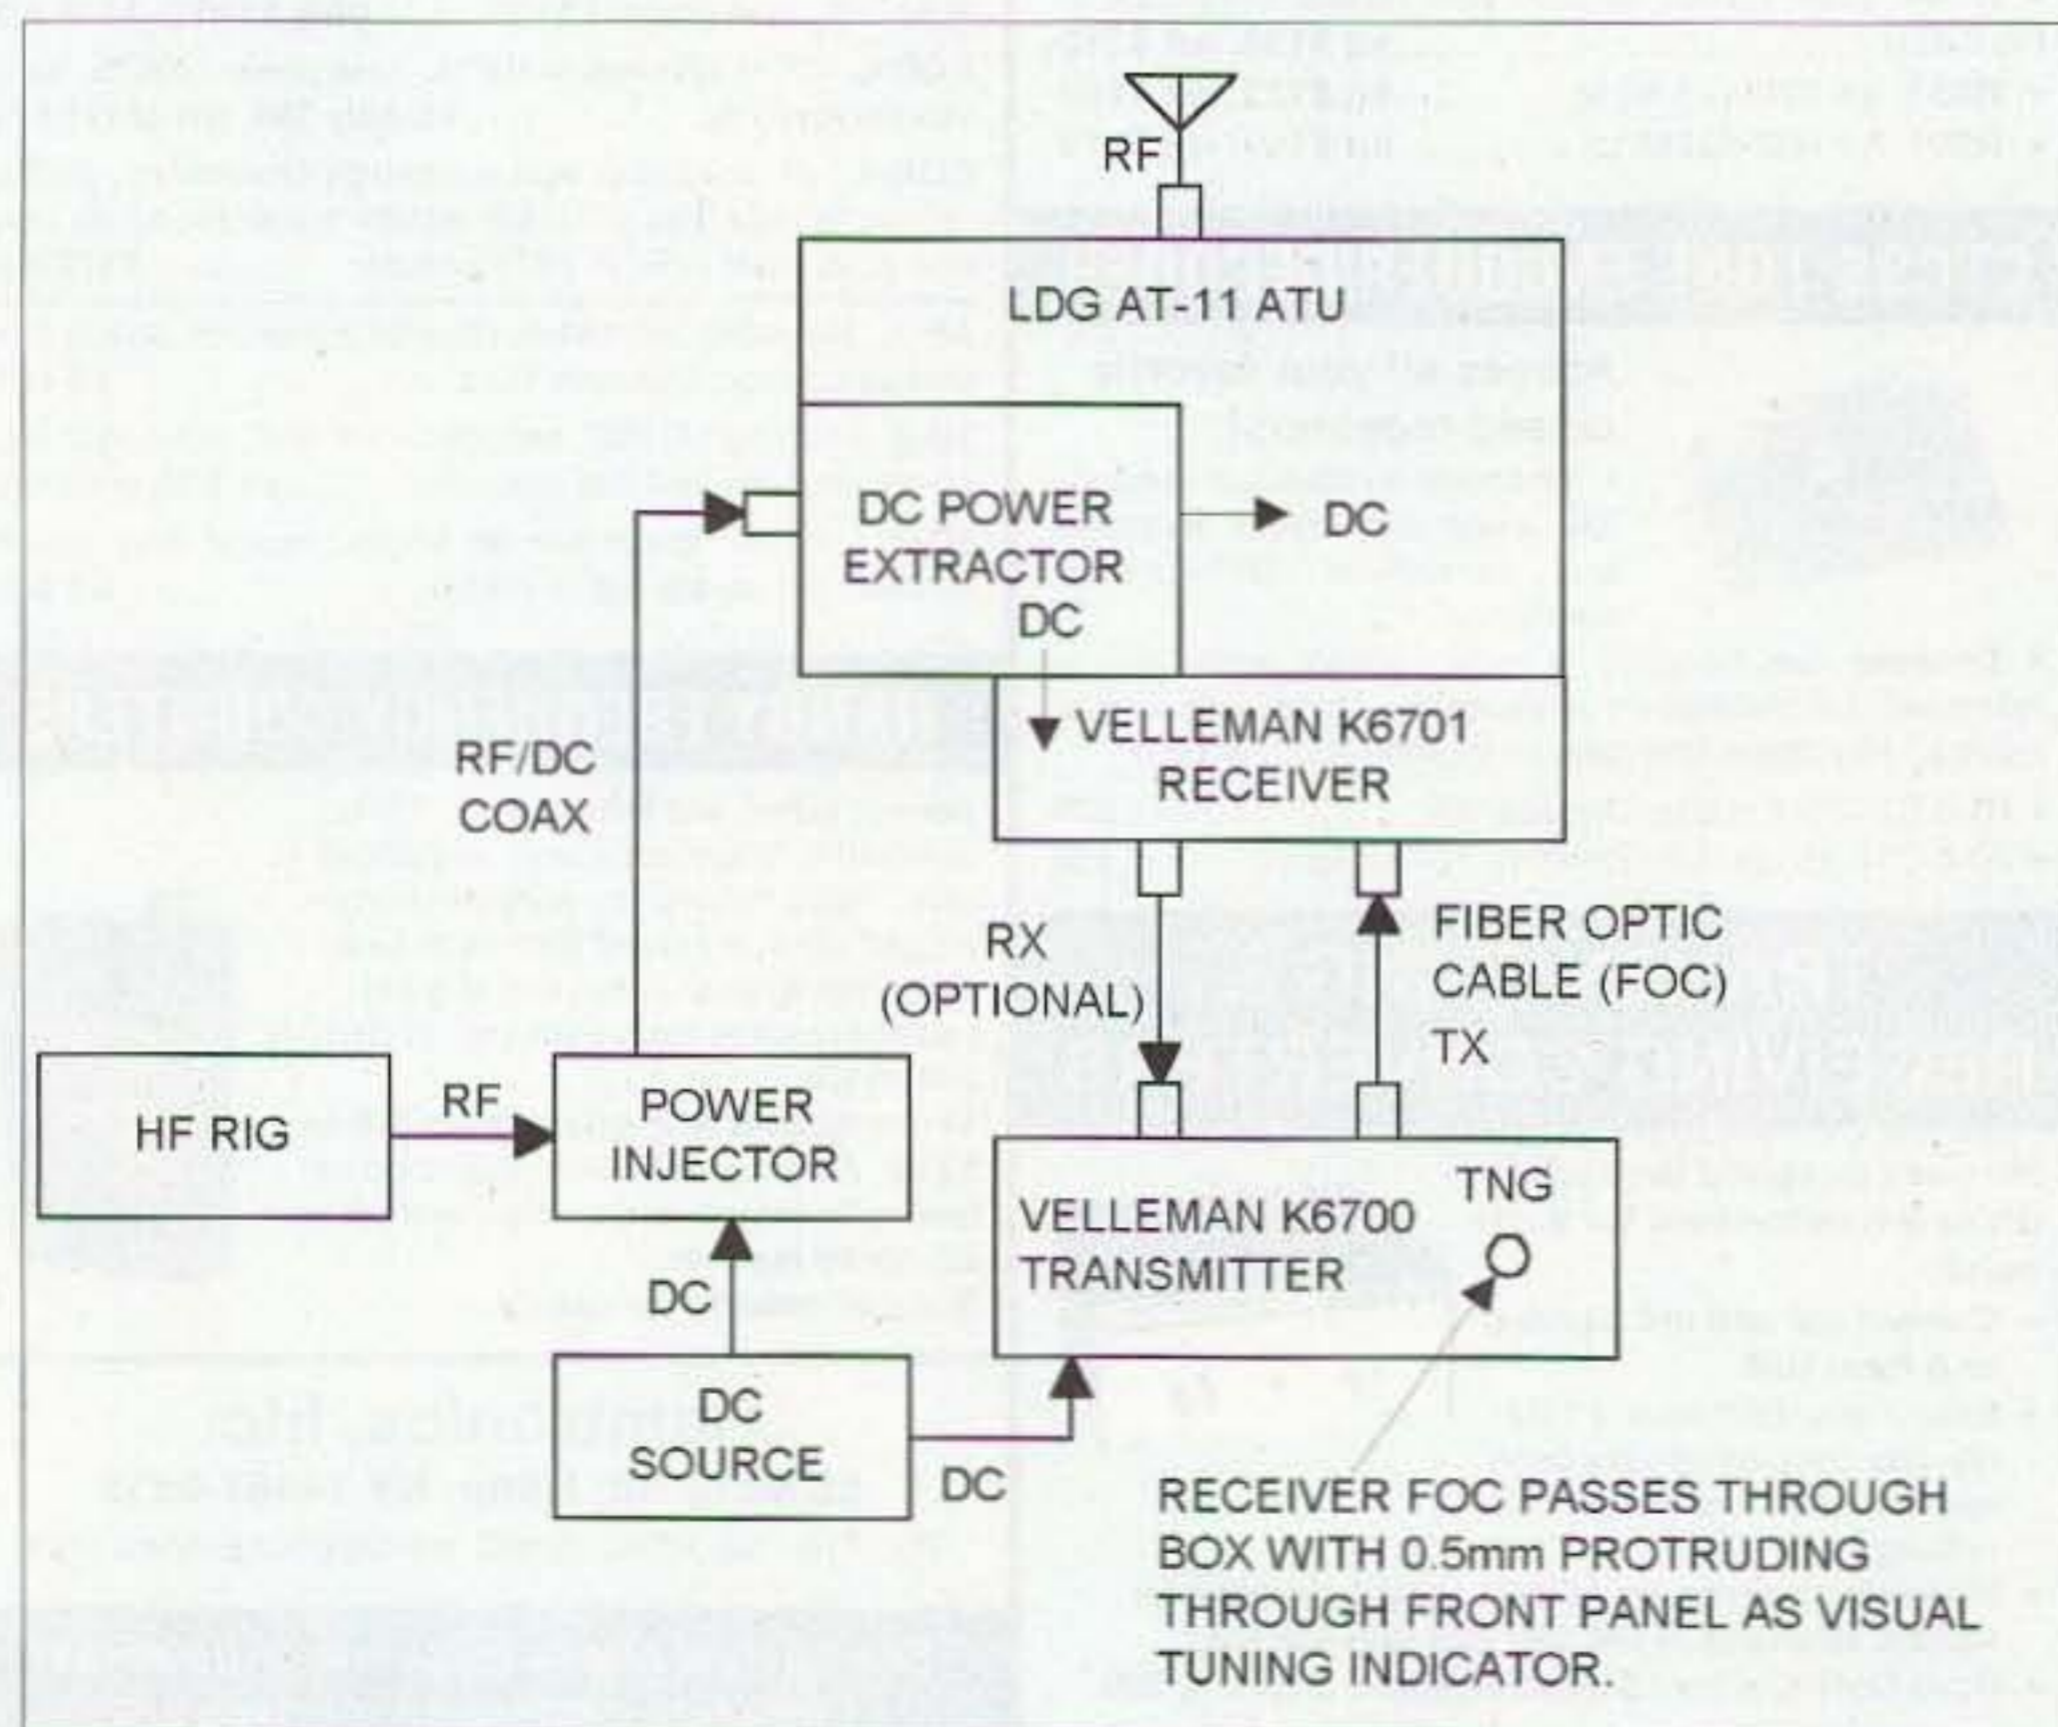 RF
LDG AT-11 ATU
DC POWER
EXTRACTOR
DC
DC
VELLEMAN K6701
RECEIVER
RF/DC
COAX
RX
(OPTIONAL)
FIBER OPTIC
CABLE (FOC)
TX
HF RIG
RF
POWER
INJECTOR
TNG
VELLEMAN K6700
TRANSMITTER
DC
DC
SOURCE
DC
RECEIVER FOC PASSES THROUGH
BOX WITH 0.5mm PROTRUDING
THROUGH FRONT PANEL AS VISUAL
TUNING INDICATOR.